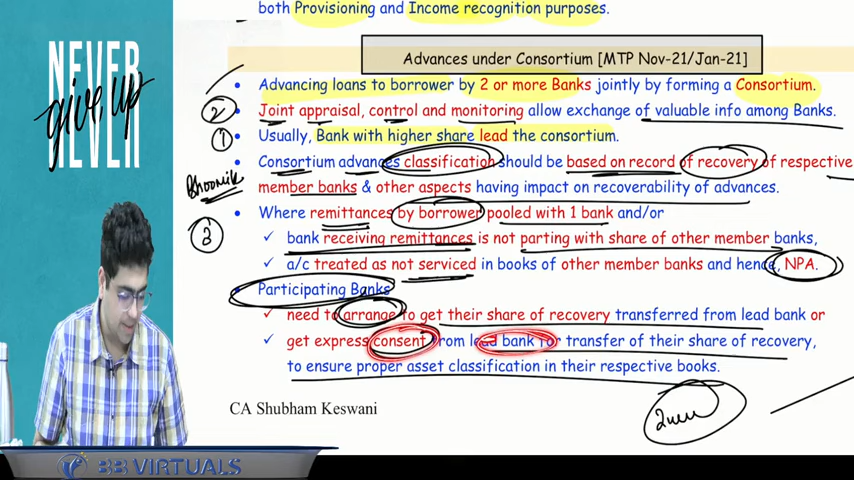 both Provisioning and Income recognition purposes.
NEVER
give up
NEVER
Advances under Consortium [MTP Nov-21/Jan-21]
• Advancing loans to borrower by 2 or more Banks jointly by forming a Consortium.
2 • Joint appraisal, control and monitoring allow exchange of valuable info among Banks.
1 • Usually, Bank with higher share lead the consortium.
• Consortium advances classification should be based on record of recovery of respective
Bhoomik member banks & other aspects having impact on recoverability of advances.
• Where remittances by borrower pooled with 1 bank and/or
3 ✓ bank receiving remittances is not parting with share of other member banks,
✓ a/c treated as not serviced in books of other member banks and hence, NPA.
• Participating Banks
✓ need to arrange to get their share of recovery transferred from lead bank or
✓ get express consent from lead bank for transfer of their share of recovery,
to ensure proper asset classification in their respective books.
CA Shubham Keswani
BB VIRTUALS